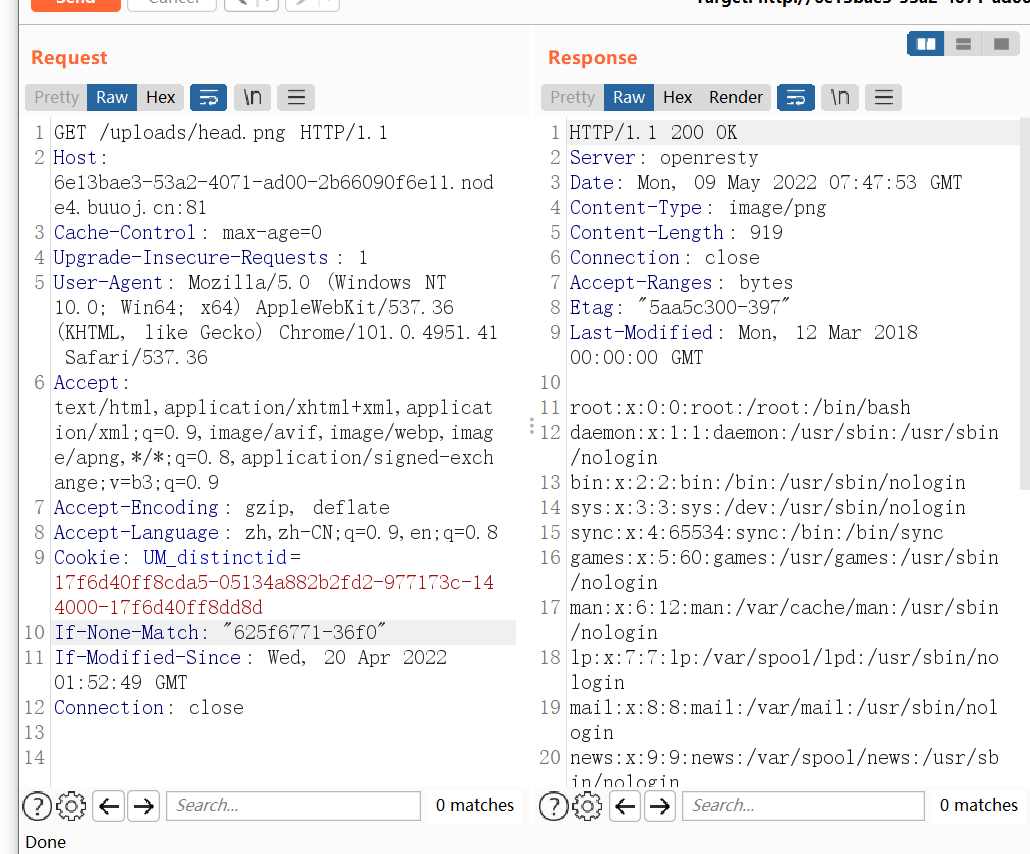 Send
Cancel
Request
Response
Pretty Raw Hex \n
Pretty Raw Hex Render \n
1 GET /uploads/head.png HTTP/1.1
2 Host:
6e13bae3-53a2-4071-ad00-2b66090f6e11.nod
e4.buuoj.cn:81
3 Cache-Control: max-age=0
4 Upgrade-Insecure-Requests: 1
5 User-Agent: Mozilla/5.0 (Windows NT
10.0; Win64; x64) AppleWebKit/537.36
(KHTML, like Gecko) Chrome/101.0.4951.41
Safari/537.36
6 Accept:
text/html,application/xhtml+xml,applicat
ion/xml;q=0.9,image/avif,image/webp,imag
e/apng,*/*;q=0.8,application/signed-exch
ange;v=b3;q=0.9
7 Accept-Encoding: gzip, deflate
8 Accept-Language: zh,zh-CN;q=0.9,en;q=0.8
9 Cookie: UM_distinctid=
17f6d40ff8cda5-05134a882b2fd2-977173c-14
4000-17f6d40ff8dd8d
10 If-None-Match: "625f6771-36f0"
11 If-Modified-Since: Wed, 20 Apr 2022
01:52:49 GMT
12 Connection: close
13
14
1 HTTP/1.1 200 OK
2 Server: openresty
3 Date: Mon, 09 May 2022 07:47:53 GMT
4 Content-Type: image/png
5 Content-Length: 919
6 Connection: close
7 Accept-Ranges: bytes
8 Etag: "5aa5c300-397"
9 Last-Modified: Mon, 12 Mar 2018
00:00:00 GMT
10
11 root:x:0:0:root:/root:/bin/bash
12 daemon:x:1:1:daemon:/usr/sbin:/usr/sbin
/nologin
13 bin:x:2:2:bin:/bin:/usr/sbin/nologin
14 sys:x:3:3:sys:/dev:/usr/sbin/nologin
15 sync:x:4:65534:sync:/bin:/bin/sync
16 games:x:5:60:games:/usr/games:/usr/sbin
/nologin
17 man:x:6:12:man:/var/cache/man:/usr/sbin
/nologin
18 lp:x:7:7:lp:/var/spool/lpd:/usr/sbin/no
login
19 mail:x:8:8:mail:/var/mail:/usr/sbin/nol
ogin
20 news:x:9:9:news:/var/spool/news:/usr/sb
in/nologin
Search... 0 matches
Search... 0 matches
Done